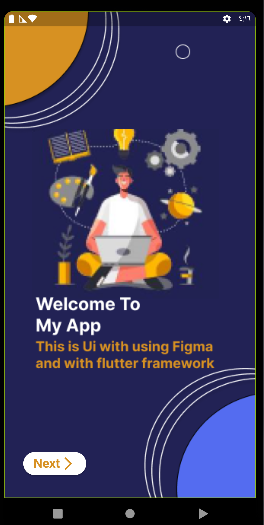 Welcome To
My App
This is Ui with using Figma
and with flutter framework
Next